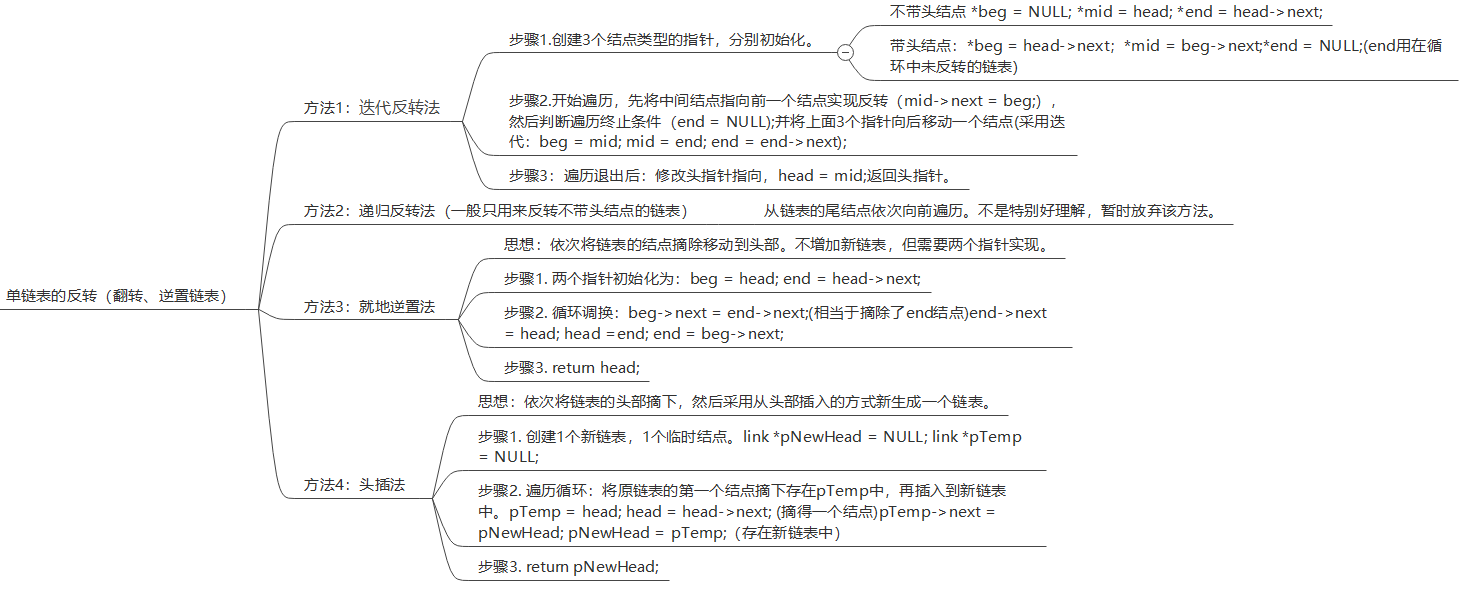 单链表的反转（翻转、逆置链表）
方法1：迭代反转法
步骤1.创建3个结点类型的指针，分别初始化。
不带头结点 *beg = NULL; *mid = head; *end = head->next;
带头结点：*beg = head->next;  *mid = beg->next;*end = NULL;(end用在循
环中未反转的链表)
步骤2.开始遍历，先将中间结点指向前一个结点实现反转（mid->next = beg;），
然后判断遍历终止条件（end = NULL);并将上面3个指针向后移动一个结点(采用迭
代：beg = mid; mid = end; end = end->next);
步骤3：遍历退出后：修改头指针指向，head = mid;返回头指针。
方法2：递归反转法（一般只用来反转不带头结点的链表）
从链表的尾结点依次向前遍历。不是特别好理解，暂时放弃该方法。
方法3：就地逆置法
思想：依次将链表的结点摘除移动到头部。不增加新链表，但需要两个指针实现。
步骤1. 两个指针初始化为：beg = head; end = head->next;
步骤2. 循环调换：beg->next = end->next;(相当于摘除了end结点)end->next
= head; head =end; end = beg->next;
步骤3. return head;
方法4：头插法
思想：依次将链表的头部摘下，然后采用从头部插入的方式新生成一个链表。
步骤1. 创建1个新链表，1个临时结点。link *pNewHead = NULL; link *pTemp
= NULL;
步骤2. 遍历循环：将原链表的第一个结点摘下存在pTemp中，再插入到新链表
中。pTemp = head; head = head->next; (摘得一个结点)pTemp->next =
pNewHead; pNewHead = pTemp;（存在新链表中）
步骤3. return pNewHead;